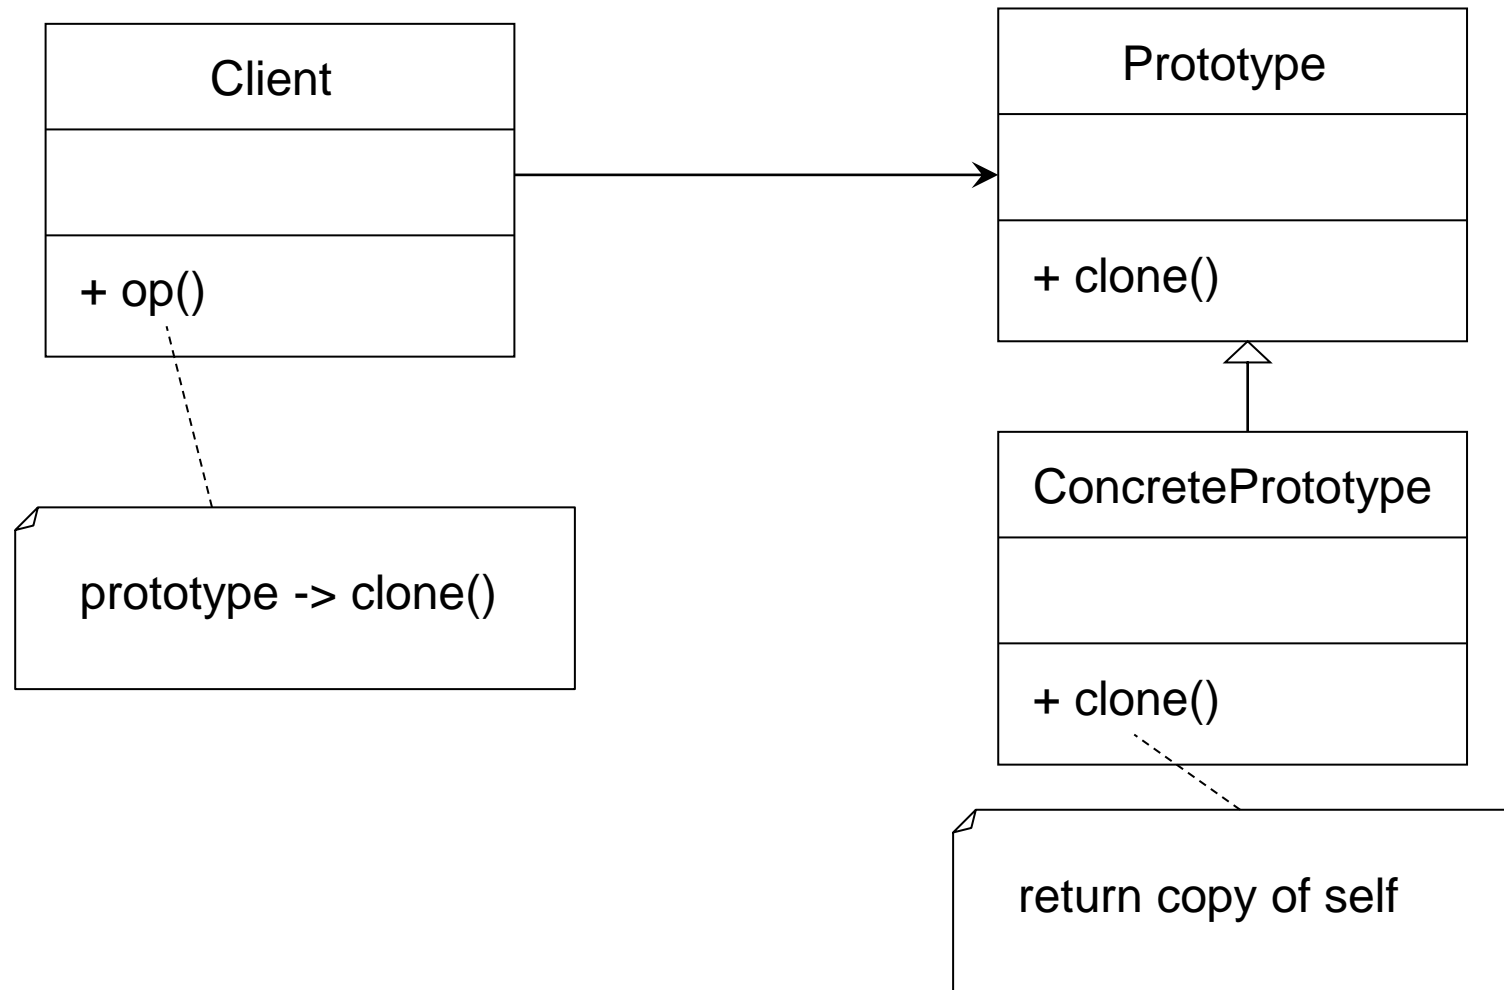 Client
+ op()
prototype -> clone()
Prototype
+ clone()
ConcretePrototype
+ clone()
return copy of self